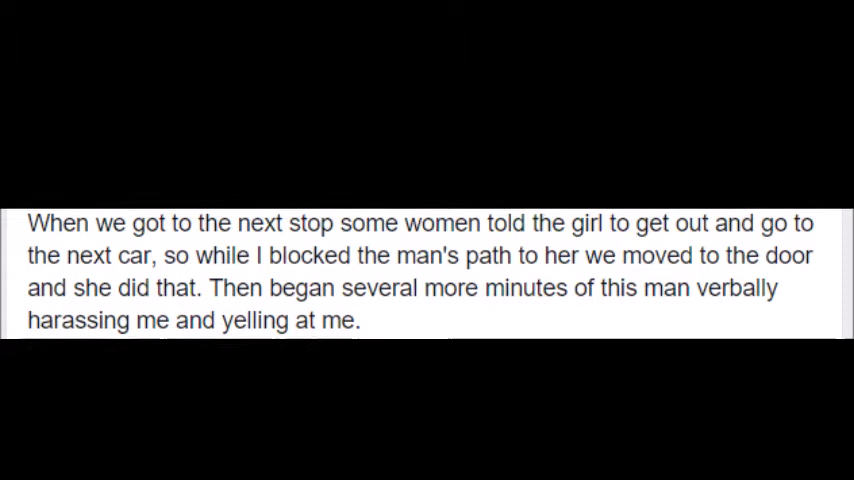 When we got to the next stop some women told the girl to get out and go to
the next car, so while I blocked the man's path to her we moved to the door
and she did that. Then began several more minutes of this man verbally
harassing me and yelling at me.